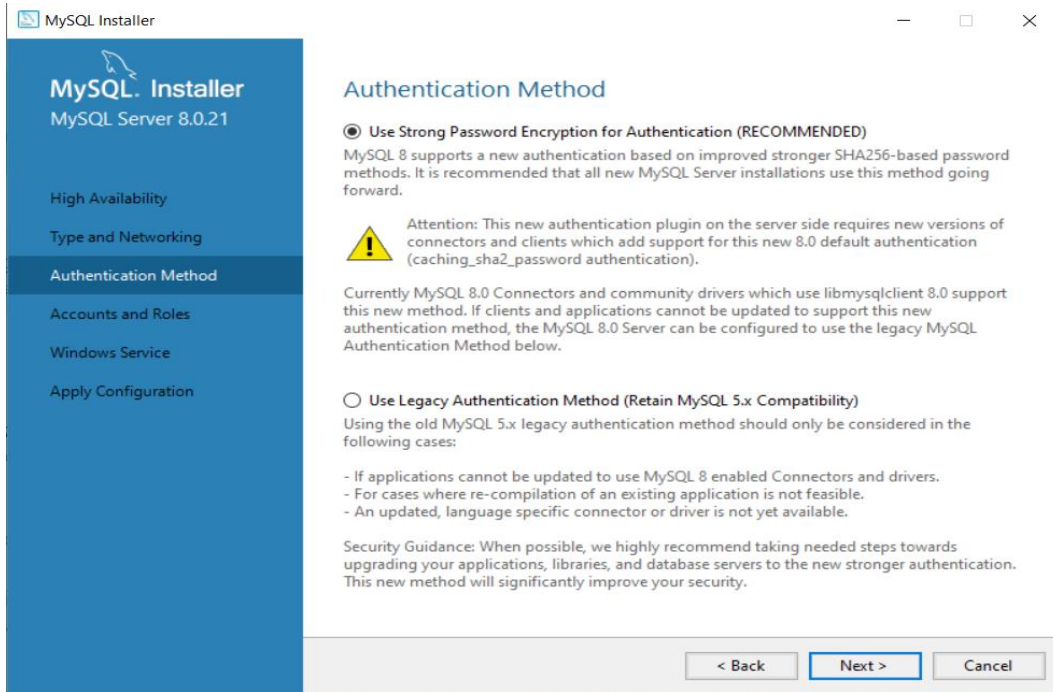 MySQL Installer
MySQL. Installer
MySQL Server 8.0.21
High Availability
Type and Networking
Authentication Method
Accounts and Roles
Windows Service
Apply Configuration
Authentication Method
Use Strong Password Encryption for Authentication (RECOMMENDED)
MySQL 8 supports a new authentication based on improved stronger SHA256-based password
methods. It is recommended that all new MySQL Server installations use this method going
forward.
Attention: This new authentication plugin on the server side requires new versions of
connectors and clients which add support for this new 8.0 default authentication
(caching_sha2_password authentication).
Currently MySQL 8.0 Connectors and community drivers which use libmysqlclient 8.0 support
this new method. If clients and applications cannot be updated to support this new
authentication method, the MySQL 8.0 Server can be configured to use the legacy MySQL
Authentication Method below.
Use Legacy Authentication Method (Retain MySQL 5.x Compatibility)
Using the old MySQL 5.x legacy authentication method should only be considered in the
following cases:
- If applications cannot be updated to use MySQL 8 enabled Connectors and drivers.
- For cases where re-compilation of an existing application is not feasible.
- An updated, language specific connector or driver is not yet available.
Security Guidance: When possible, we highly recommend taking needed steps towards
upgrading your applications, libraries, and database servers to the new stronger authentication.
This new method will significantly improve your security.
< Back
Next >
Cancel